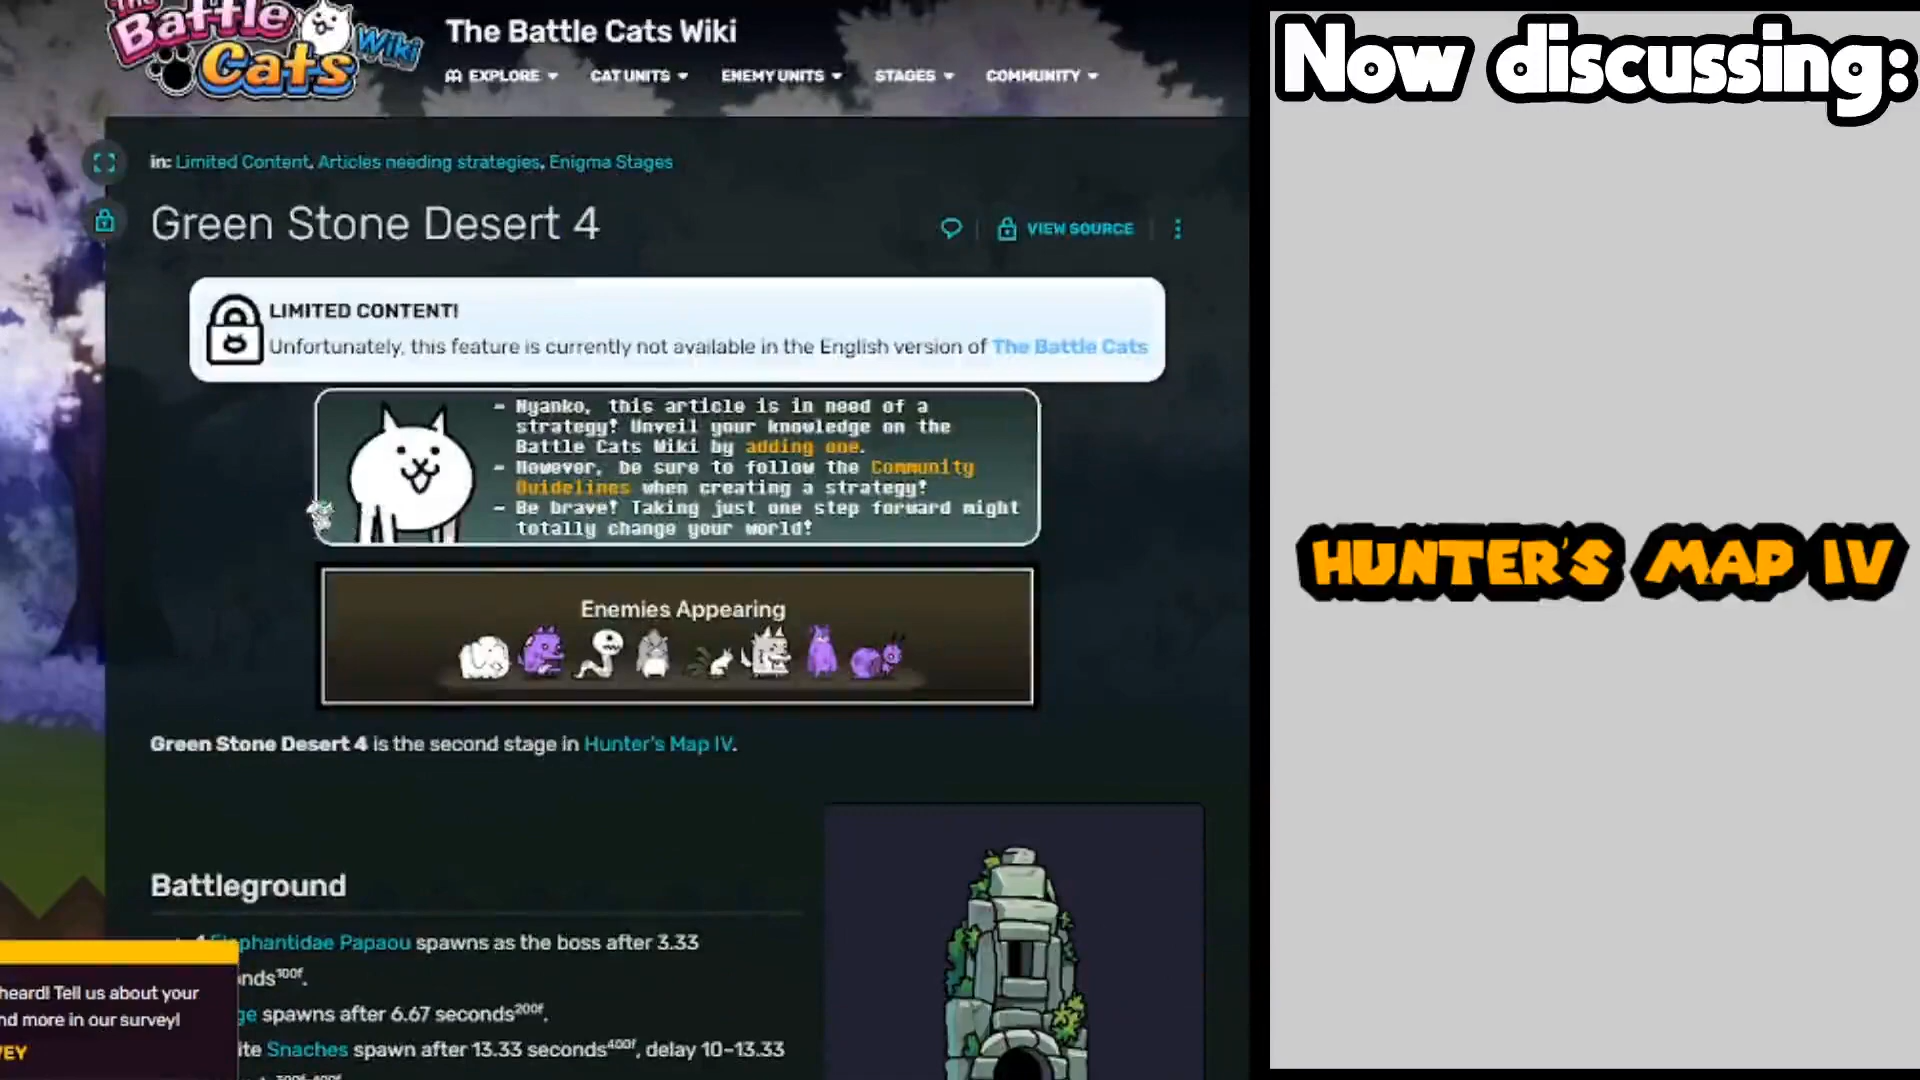 The Battle Cats Wiki
The Battle Cats Wiki
EXPLORE CAT UNITS ENEMY UNITS STAGES COMMUNITY
in: Limited Content, Articles needing strategies, Enigma Stages
Green Stone Desert 4
VIEW SOURCE
LIMITED CONTENT!
Unfortunately, this feature is currently not available in the English version of The Battle Cats
- Nyanko, this article is in need of a
strategy! Unveil your knowledge on the
Battle Cats Wiki by adding one.
- However, be sure to follow the Community
Guidelines when creating a strategy!
- Be brave! Taking just one step forward might
totally change your world!
Enemies Appearing
Green Stone Desert 4 is the second stage in Hunter's Map IV.
Battleground
Elephantidae Papaou spawns as the boss after 3.33
nds100f.
ge spawns after 6.67 seconds200f.
ite Snaches spawn after 13.33 seconds400f, delay 10-13.33
heard! Tell us about your
nd more in our survey!
VEY
Now discussing:
HUNTER'S MAP IV